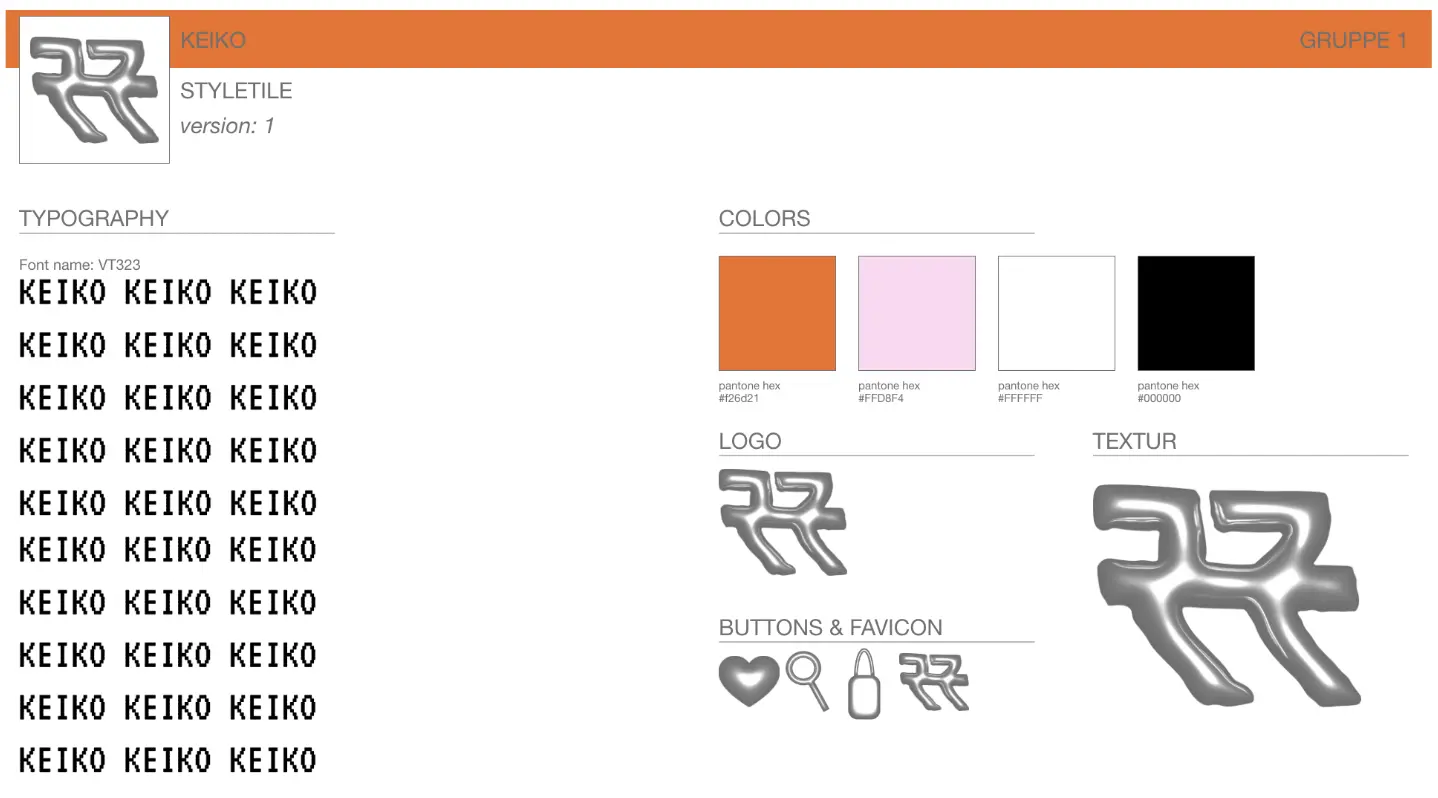 KEIKO
GRUPPE 1
STYLETILE
version: 1
TYPOGRAPHY
Font name: VT323
KEIKO KEIKO KEIKO
KEIKO KEIKO KEIKO
KEIKO KEIKO KEIKO
KEIKO KEIKO KEIKO
KEIKO KEIKO KEIKO
KEIKO KEIKO KEIKO
KEIKO KEIKO KEIKO
KEIKO KEIKO KEIKO
KEIKO KEIKO KEIKO
KEIKO KEIKO KEIKO
COLORS
pantone hex
#f26d21
pantone hex
#FFD8F4
pantone hex
#FFFFFF
pantone hex
#000000
LOGO
TEXTUR
BUTTONS & FAVICON